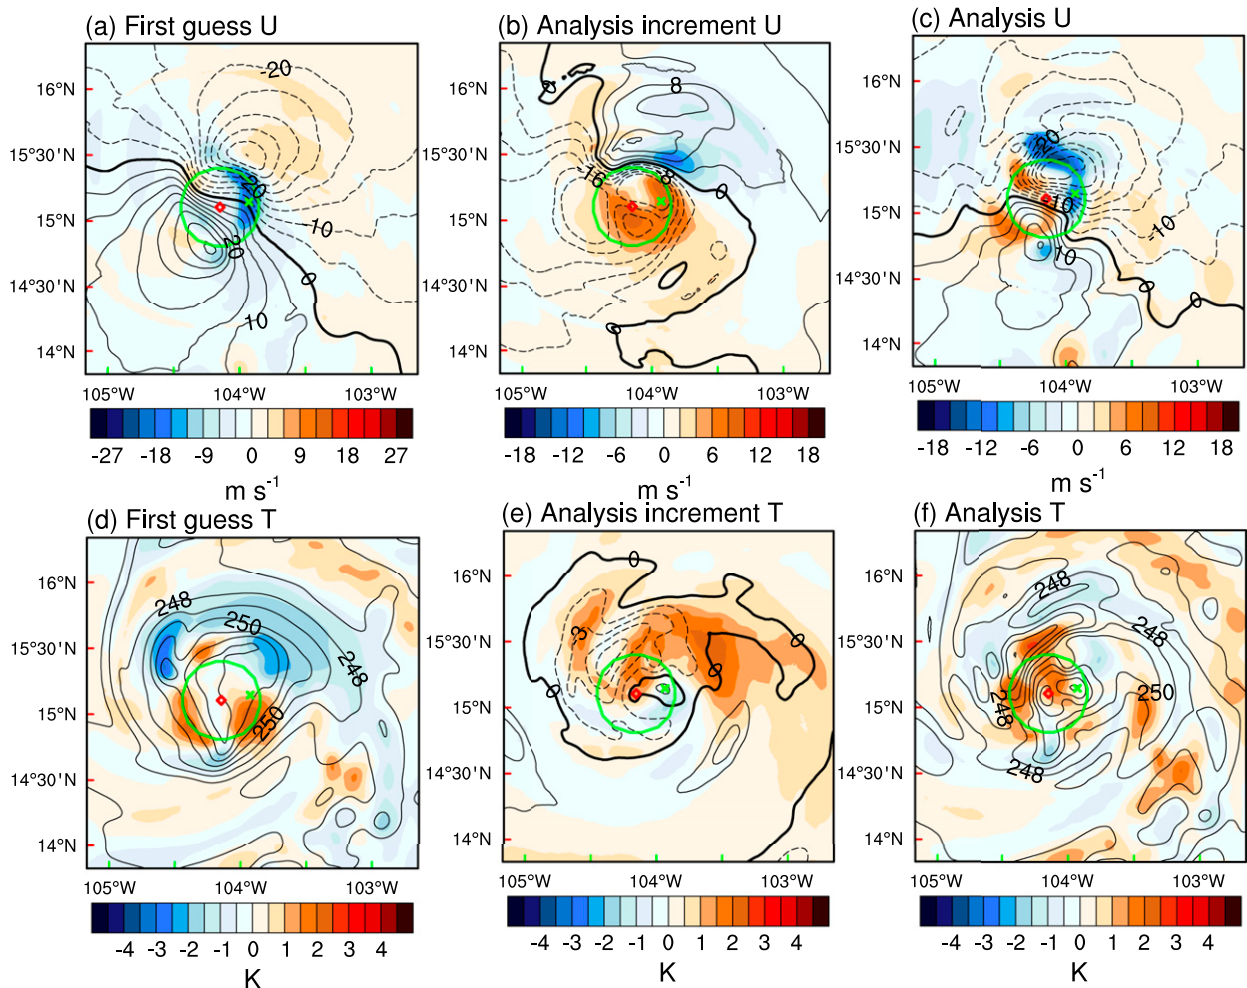 (a) First guess U
(b) Analysis increment U
(c) Analysis U
16°N
15°30'N
15°N
14°30'N
14°N
-20
20
-10
20
0
10
105°W
104°W
103°W
-27 -18 -9 0 9 18 27
m s⁻¹
16°N
15°30'N
15°N
14°30'N
14°N
0
8
-16
-8
0
0
105°W
104°W
103°W
-18 -12 -6 0 6 12 18
m s⁻¹
16°N
15°30'N
15°N
14°30'N
14°N
-20
-10
-10
10
0
0
105°W
104°W
103°W
-18 -12 -6 0 6 12 18
m s⁻¹
(d) First guess T
(e) Analysis increment T
(f) Analysis T
16°N
15°30'N
15°N
14°30'N
14°N
248
250
248
250
105°W
104°W
103°W
-4 -3 -2 -1 0 1 2 3 4
K
16°N
15°30'N
15°N
14°30'N
14°N
0
-3
0
0
0
0
105°W
104°W
103°W
-4 -3 -2 -1 0 1 2 3 4
K
16°N
15°30'N
15°N
14°30'N
14°N
248
248
250
248
248
105°W
104°W
103°W
-4 -3 -2 -1 0 1 2 3 4
K